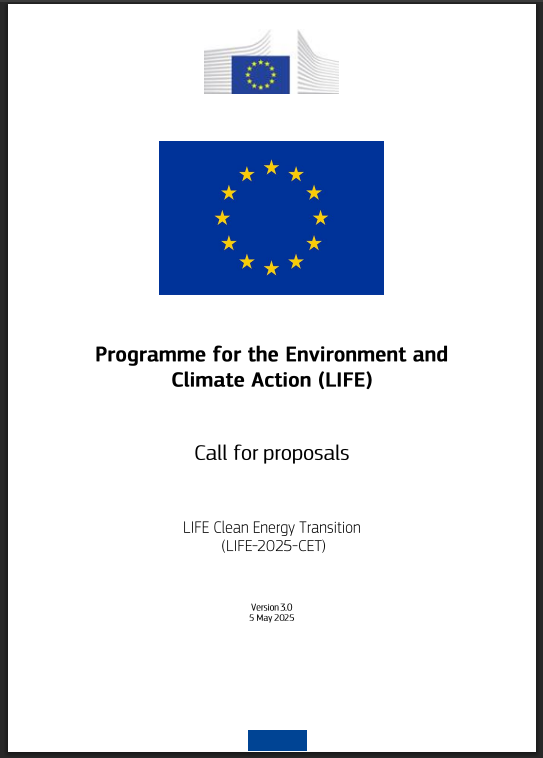 Programme for the Environment and
Climate Action (LIFE)
Call for proposals
LIFE Clean Energy Transition
(LIFE-2025-CET)
Version 3.0
5 May 2025